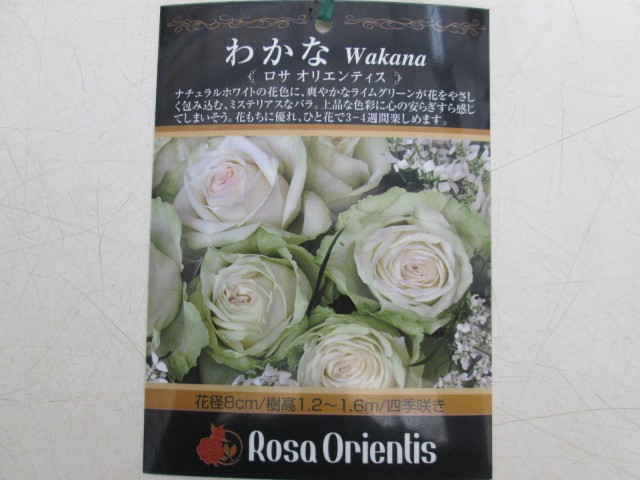 わかな Wakana
《 ロサ オリエンティス 》
ナチュラルホワイトの花色に、爽やかなライムグリーンが花をやさし
く包み込む、ミステリアスなバラ。上品な色彩に心の安らぎすら感じ
てしまいそう。花もちに優れ、ひと花で3-4週間楽しめます。
花径8cm/樹高1.2～1.6m/四季咲き
Rosa Orientis